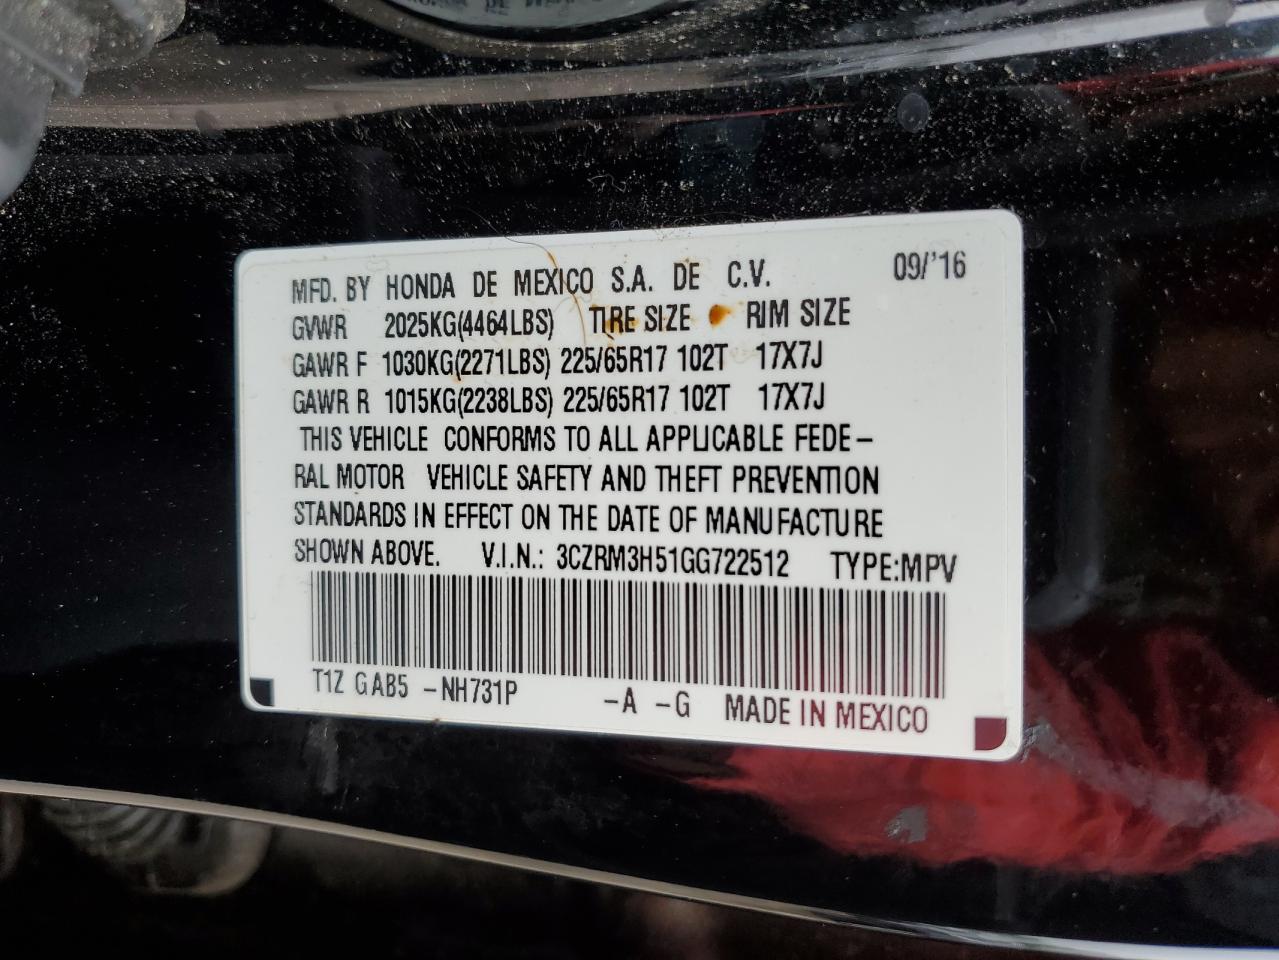 MFD. BY HONDA DE MEXICO S.A. DE C.V. 09/'16
GVWR 2025KG(4464LBS) TIRE SIZE RIM SIZE
GAWR F 1030KG(2271LBS) 225/65R17 102T 17X7J
GAWR R 1015KG(2238LBS) 225/65R17 102T 17X7J
THIS VEHICLE CONFORMS TO ALL APPLICABLE FEDE-
RAL MOTOR VEHICLE SAFETY AND THEFT PREVENTION
STANDARDS IN EFFECT ON THE DATE OF MANUFACTURE
SHOWN ABOVE. V.I.N.: 3CZRM3H51GG722512 TYPE:MPV
T1Z GAB5 -NH731P -A -G MADE IN MEXICO